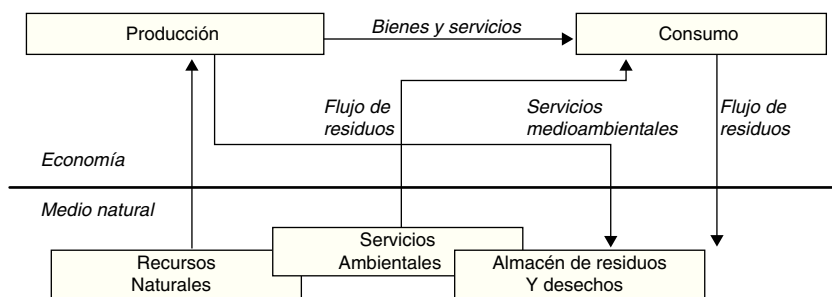 Producción
Bienes y servicios
Consumo
Flujo de
residuos
Servicios
medioambientales
Flujo de
residuos
Economía
Medio natural
Servicios
Ambientales
Recursos
Naturales
Almacén de residuos
Y desechos